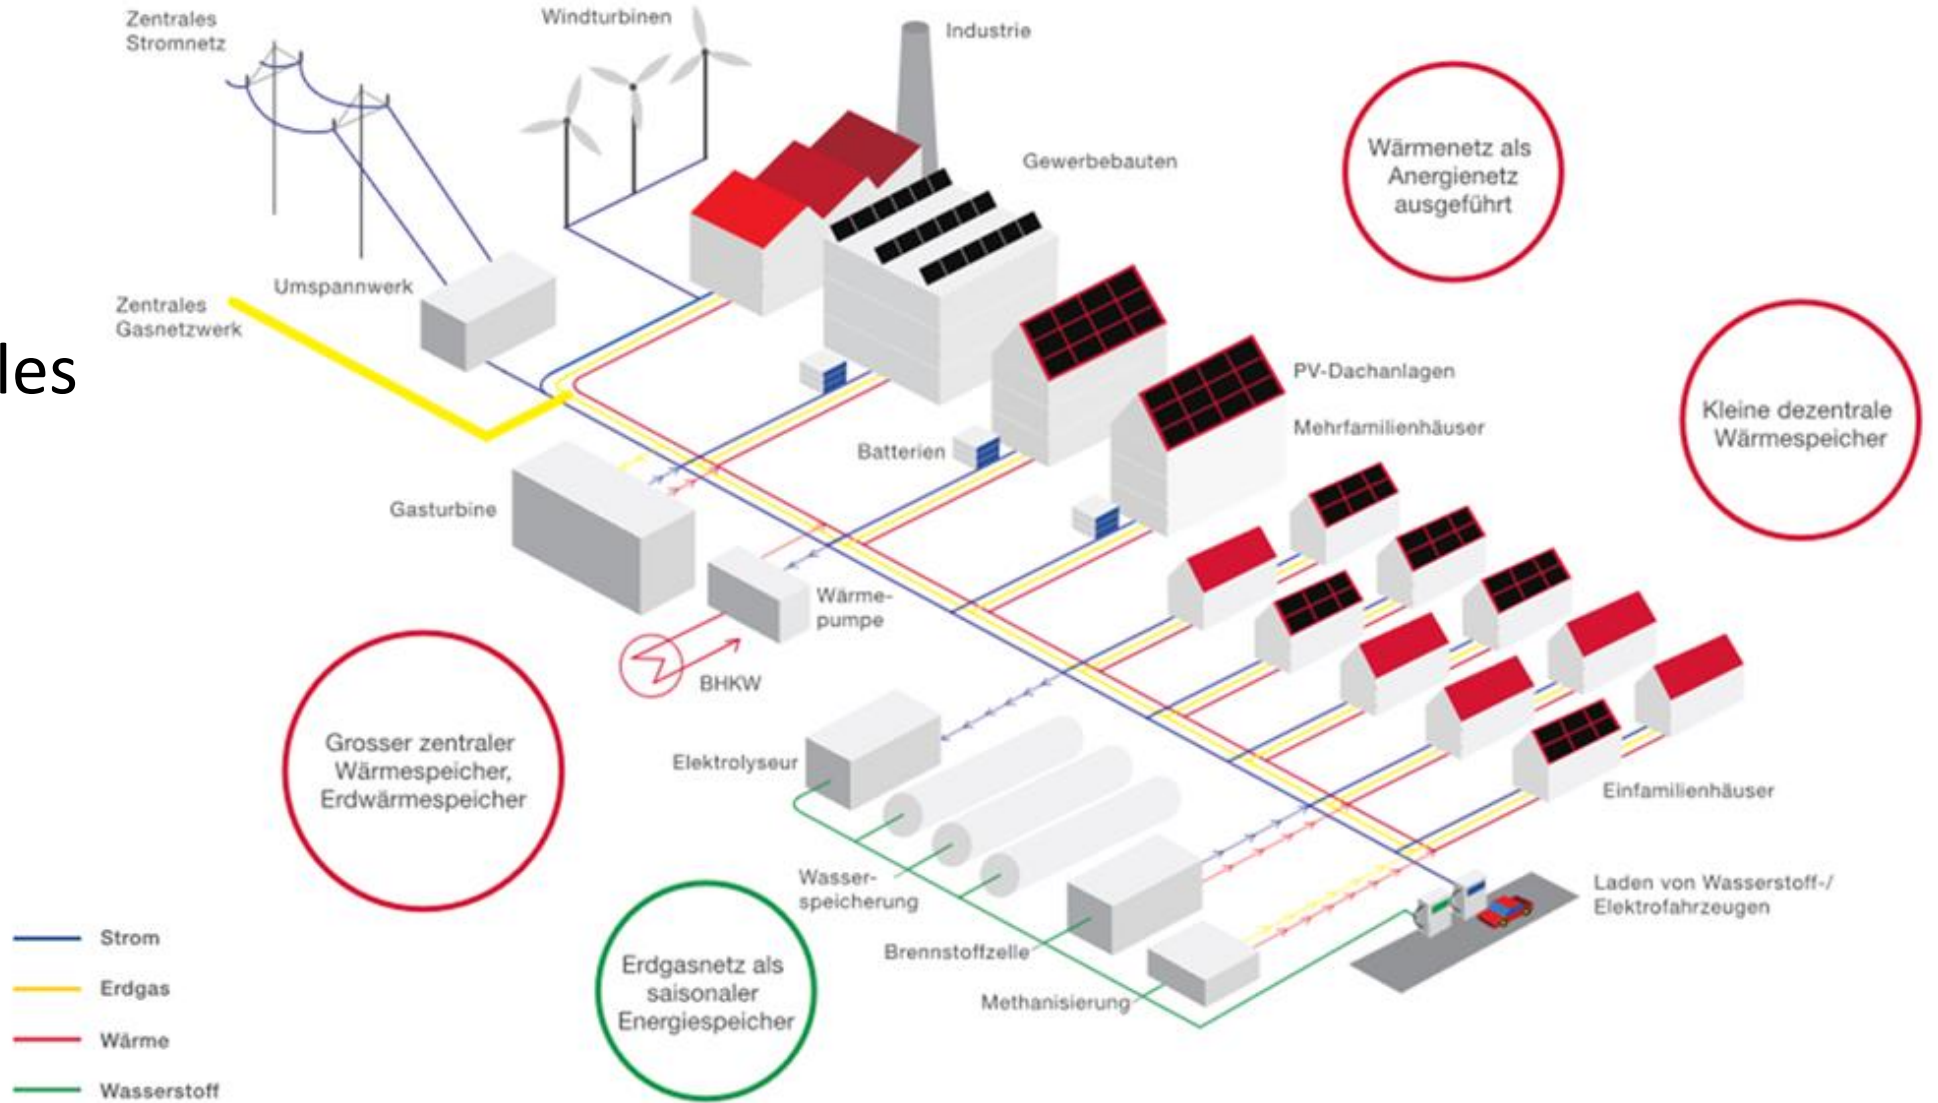 Zentrales
Stromnetz
Windturbinen
Industrie
Gewerbebauten
Wärmenetz als
Anergienetz
ausgeführt
Umspannwerk
Zentrales
Gasnetzwerk
les
PV-Dachanlagen
Mehrfamilienhäuser
Kleine dezentrale
Wärmespeicher
Batterien
Gasturbine
Wärme-
pumpe
BHKW
Grosser zentraler
Wärmespeicher,
Erdwärmespeicher
Elektrolyseur
Einfamilienhäuser
Wasser-
speicherung
Laden von Wasserstoff-/
Elektrofahrzeugen
Brennstoffzelle
Erdgasnetz als
saisonaler
Energiespeicher
Methanisierung
Strom
Erdgas
Wärme
Wasserstoff